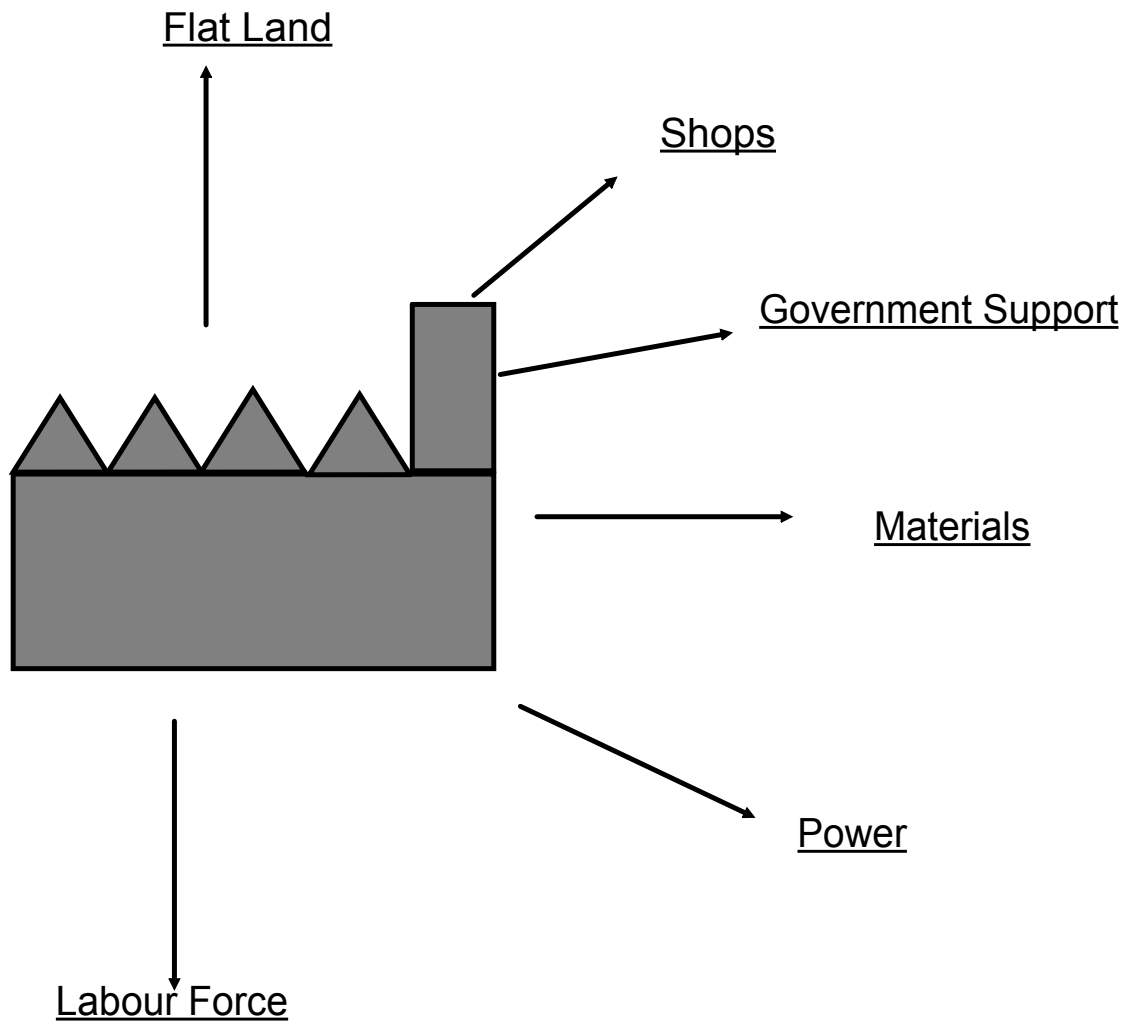 Flat Land
Shops
Government Support
Materials
Power
Labour Force